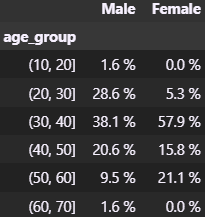 Male Female
age_group
(10, 20] 1.6 % 0.0 %
(20, 30] 28.6 % 5.3 %
(30, 40] 38.1 % 57.9 %
(40, 50] 20.6 % 15.8 %
(50, 60] 9.5 % 21.1 %
(60, 70] 1.6 % 0.0 %